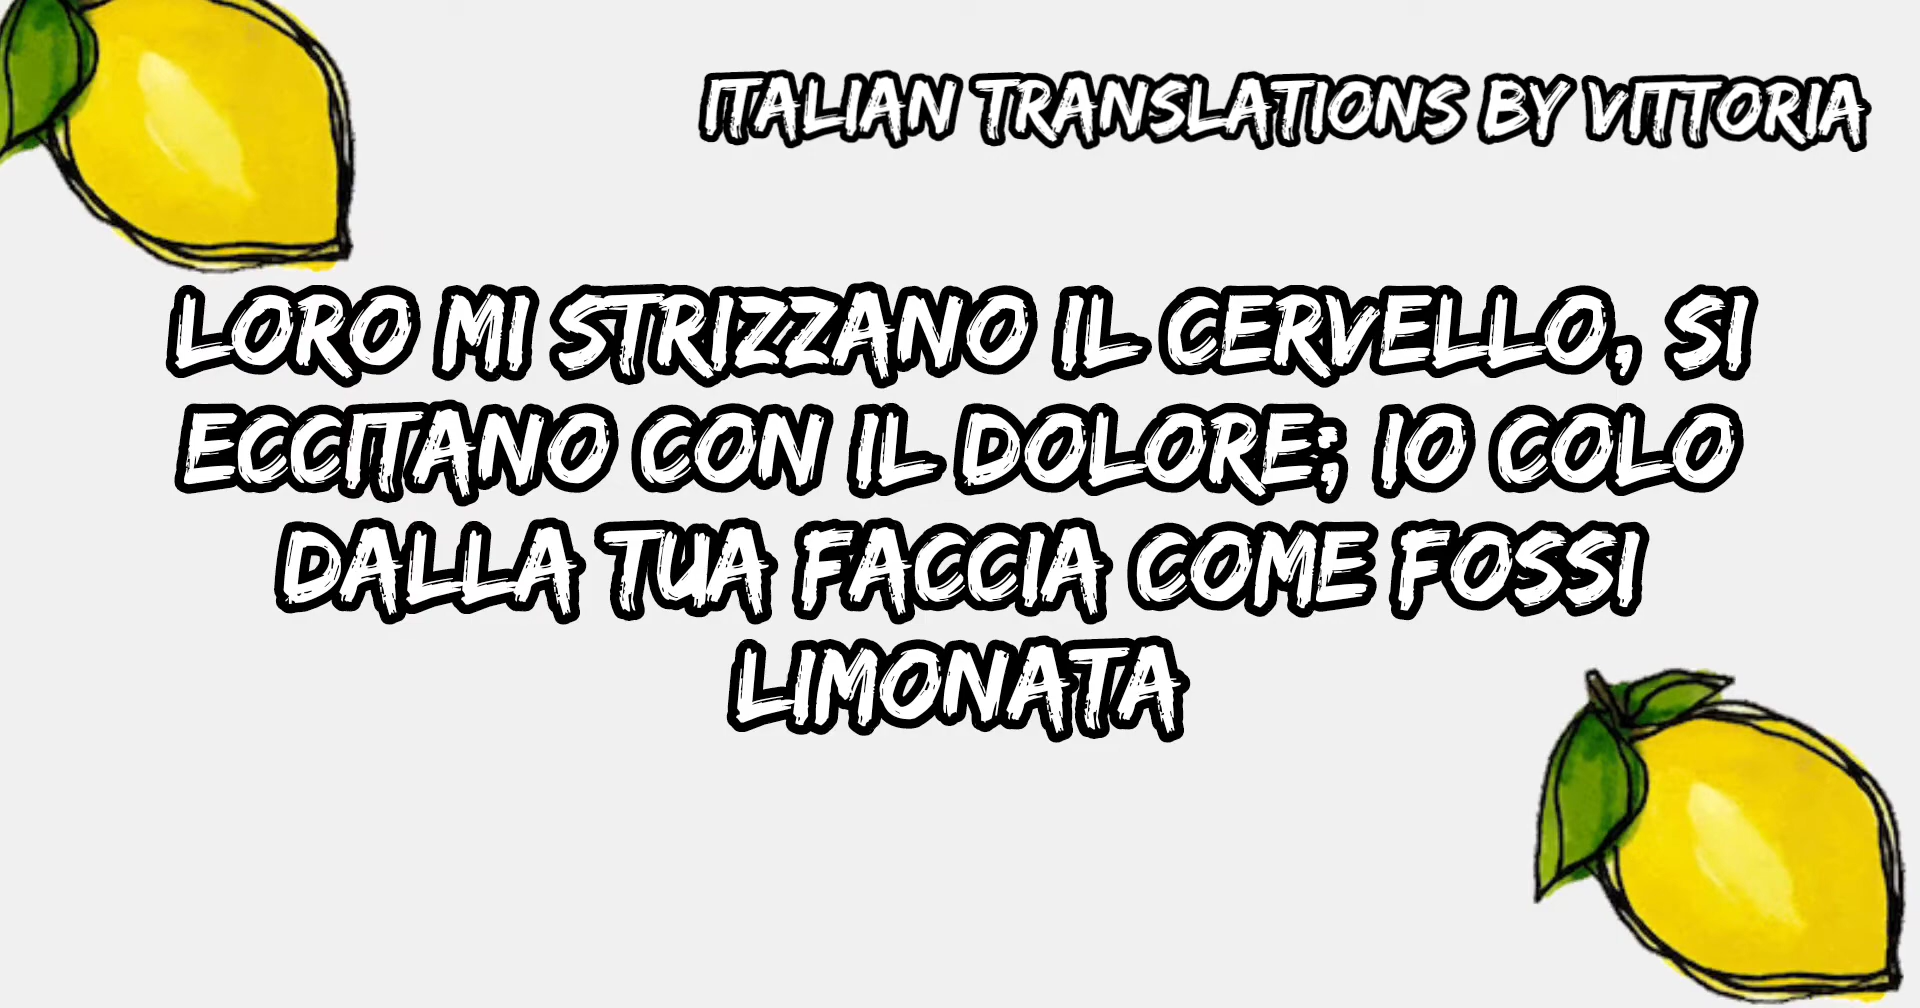 ITALIAN TRANSLATIONS BY VITTORIA
LORO MI STRIZZANO IL CERVELLO, SI
ECCITANO CON IL DOLORE; IO COLO
DALLA TUA FACCIA COME FOSSI
LIMONATA